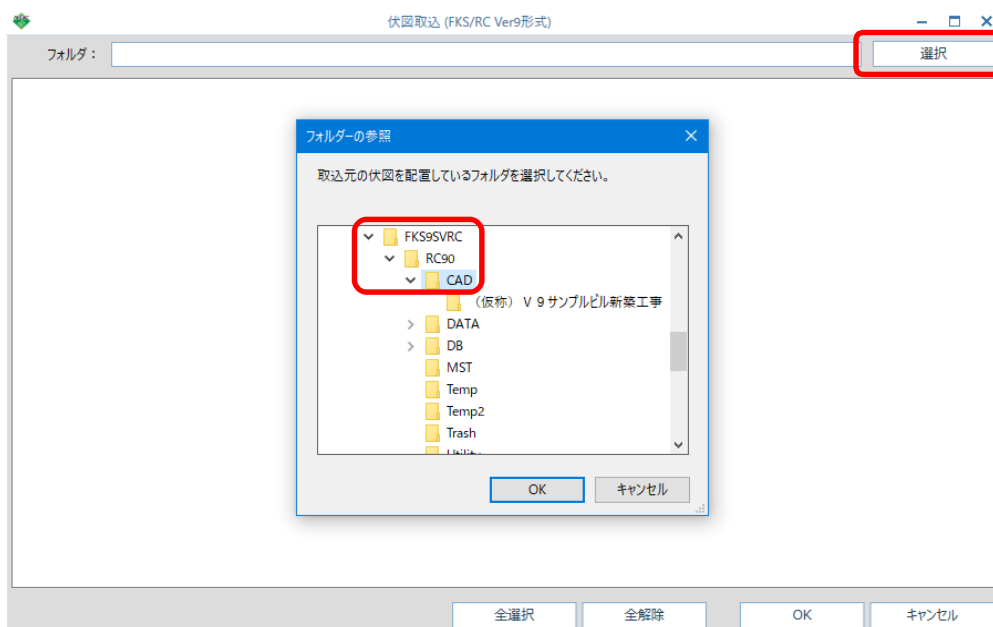 伏図取込 (FKS/RC Ver9形式)
フォルダ： 選択
フォルダーの参照
取込元の伏図を配置しているフォルダを選択してください。
FKS9SVRC
RC90
CAD
（仮称）Ｖ９サンプルビル新築工事
DATA
DB
MST
Temp
Temp2
Trash
Utility
OK キャンセル
全選択 全解除 OK キャンセル